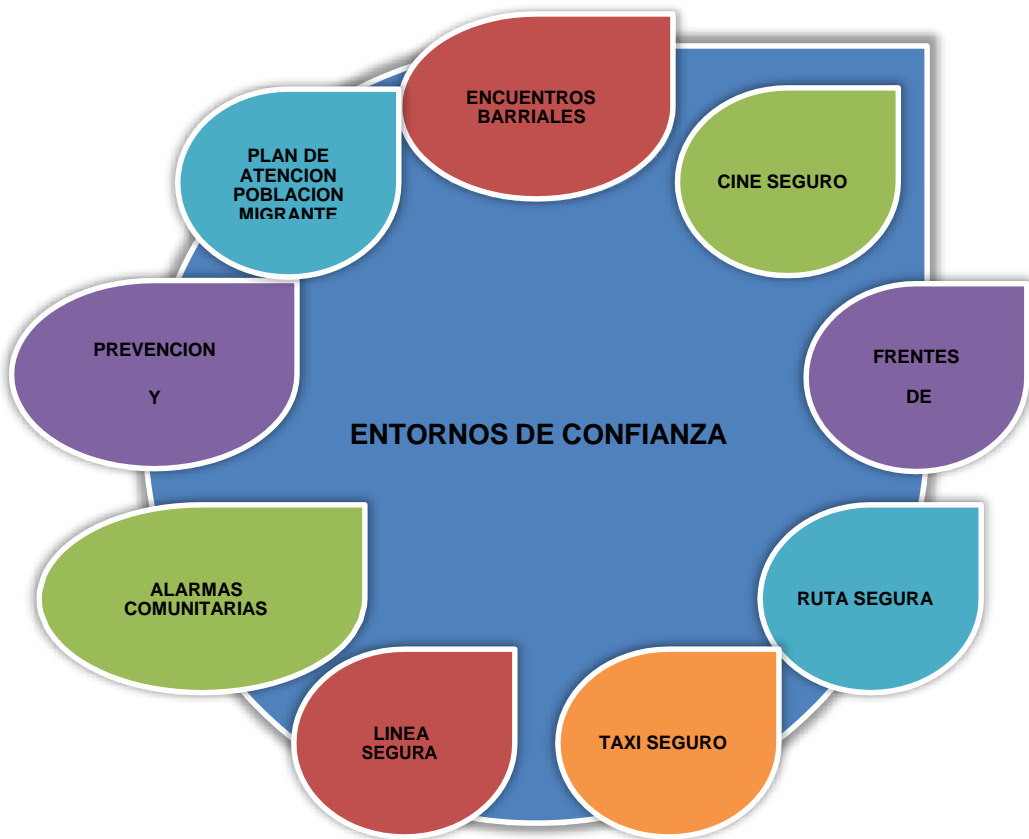 ENCUENTROS
BARRIALES
CINE SEGURO
FRENTES
DE
RUTA SEGURA
TAXI SEGURO
LINEA
SEGURA
ALARMAS
COMUNITARIAS
PREVENCION
Y
PLAN DE
ATENCION
POBLACION
MIGRANTE
ENTORNOS DE CONFIANZA